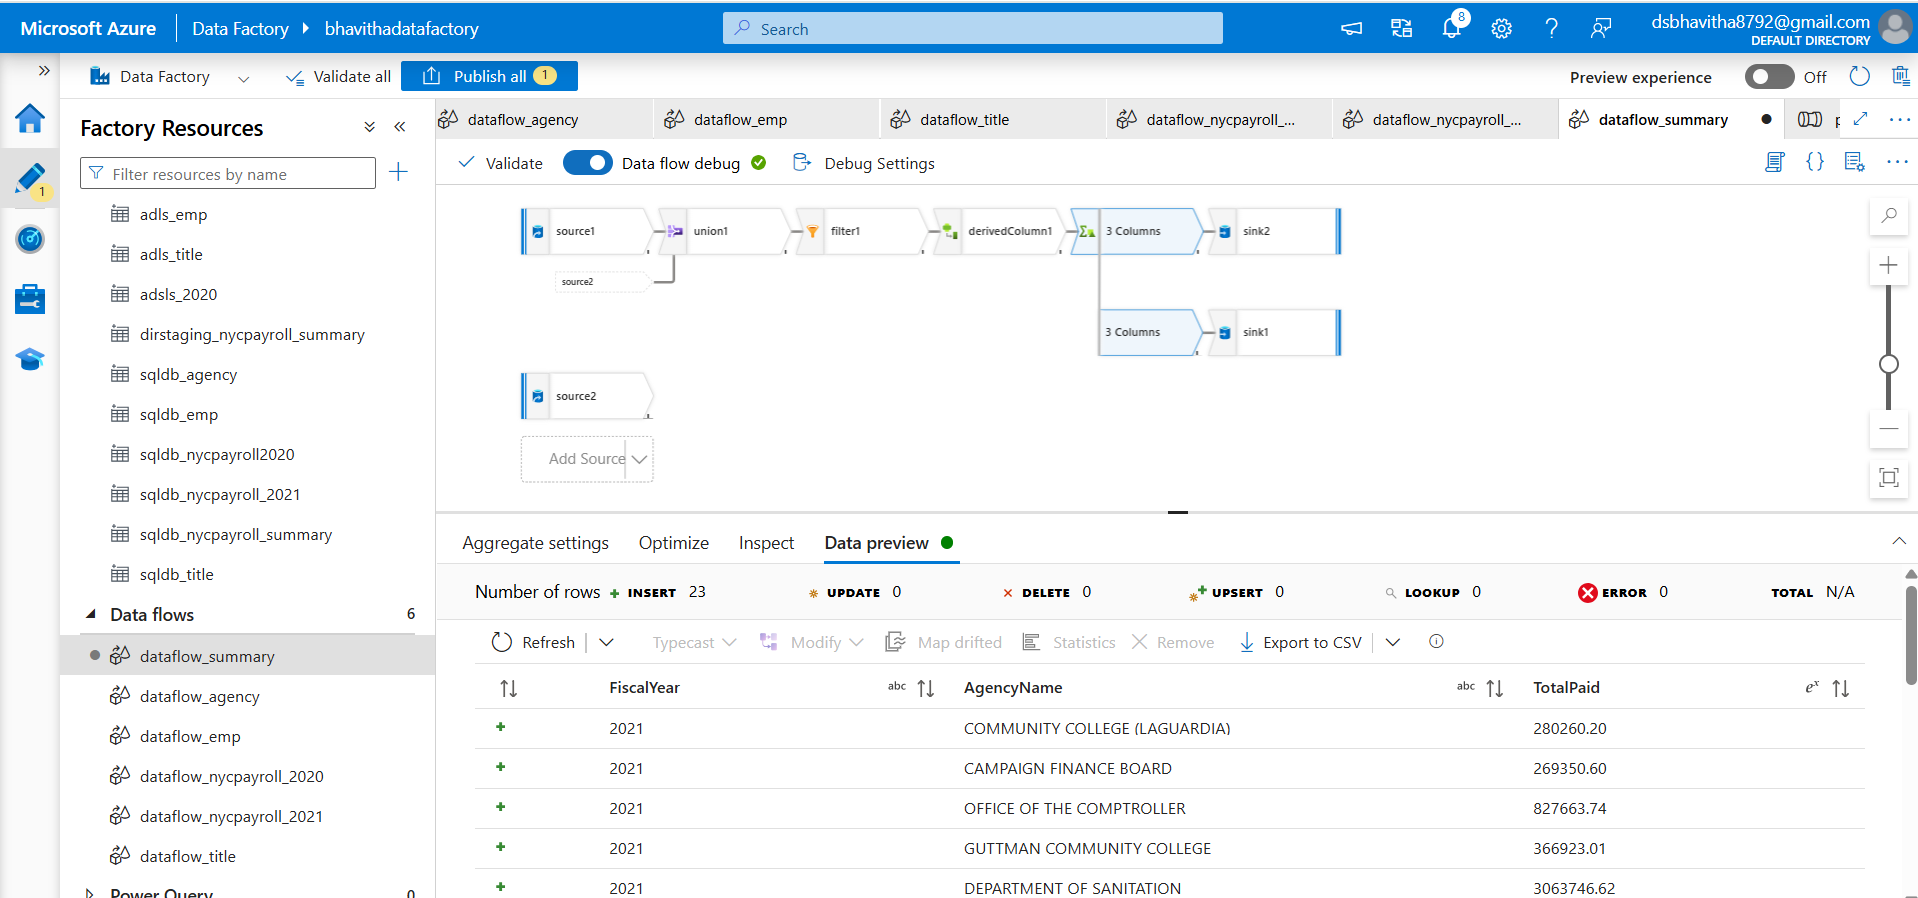 Microsoft Azure
Data Factory
bhavithadatafactory
Search
8
dsbhavitha8792@gmail.com
DEFAULT DIRECTORY
Data Factory
Validate all
Publish all 1
Preview experience
Off
1
Factory Resources
Filter resources by name
adls_emp
adls_title
adsls_2020
dirstaging_nycpayroll_summary
sqldb_agency
sqldb_emp
sqldb_nycpayroll2020
sqldb_nycpayroll_2021
sqldb_nycpayroll_summary
sqldb_title
Data flows 6
dataflow_summary
dataflow_agency
dataflow_emp
dataflow_nycpayroll_2020
dataflow_nycpayroll_2021
dataflow_title
Power Query 0
dataflow_agency
dataflow_emp
dataflow_title
dataflow_nycpayroll_...
dataflow_nycpayroll_...
dataflow_summary
Validate
Data flow debug
Debug Settings
source1
union1
filter1
derivedColumn1
3 Columns
sink2
source2
3 Columns
sink1
source2
Add Source
Aggregate settings
Optimize
Inspect
Data preview
Number of rows + INSERT 23 UPDATE 0 DELETE 0 UPSERT 0 LOOKUP 0 ERROR 0 TOTAL N/A
Refresh Typecast Modify Map drifted Statistics Remove Export to CSV
FiscalYear abc AgencyName abc TotalPaid eˣ
+ 2021 COMMUNITY COLLEGE (LAGUARDIA) 280260.20
+ 2021 CAMPAIGN FINANCE BOARD 269350.60
+ 2021 OFFICE OF THE COMPTROLLER 827663.74
+ 2021 GUTTMAN COMMUNITY COLLEGE 366923.01
+ 2021 DEPARTMENT OF SANITATION 3063746.62